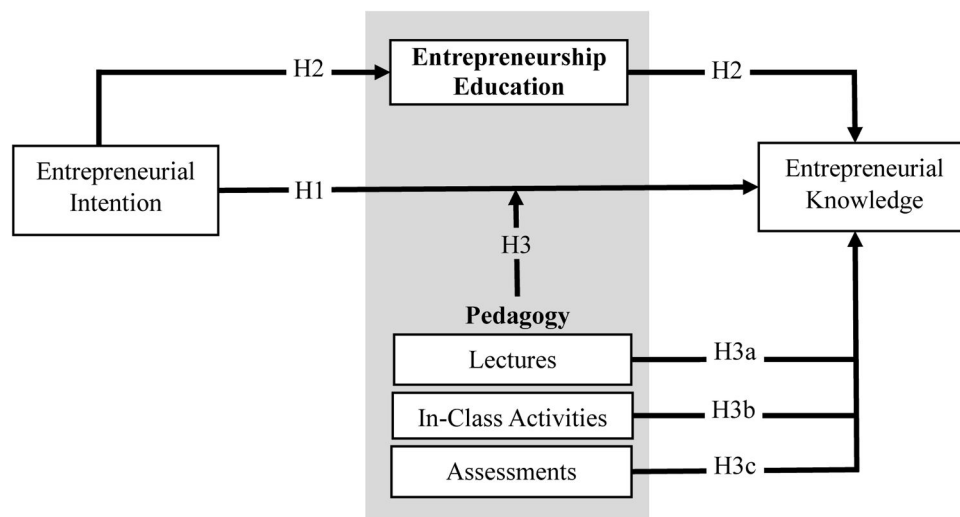 Entrepreneurship
Education
H2
H2
Entrepreneurial
Intention
H1
Entrepreneurial
Knowledge
H3
Pedagogy
Lectures
H3a
In-Class Activities
H3b
Assessments
H3c